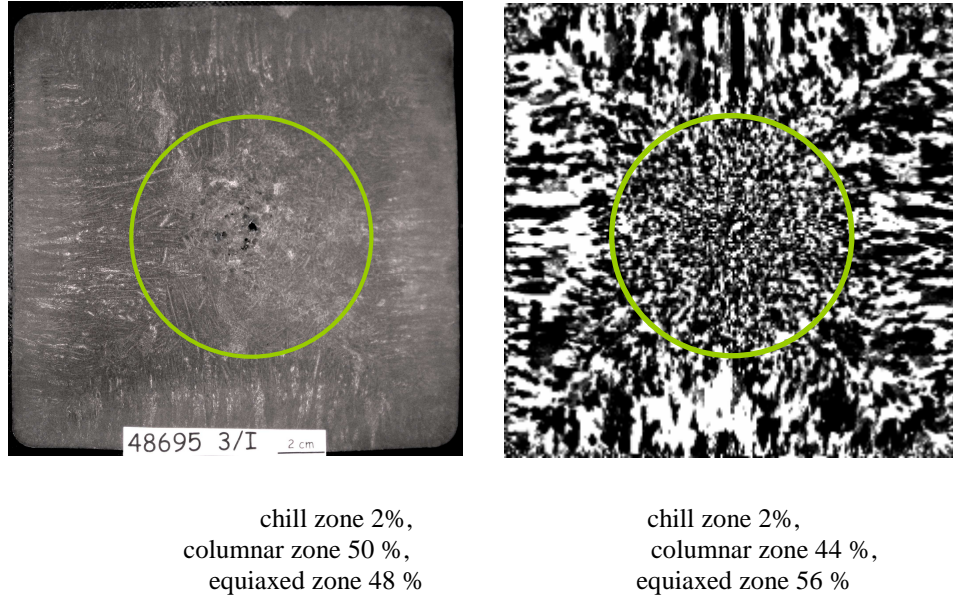 48695 3/I 2 cm
chill zone 2%,
columnar zone 50 %,
equiaxed zone 48 %
chill zone 2%,
columnar zone 44 %,
equiaxed zone 56 %